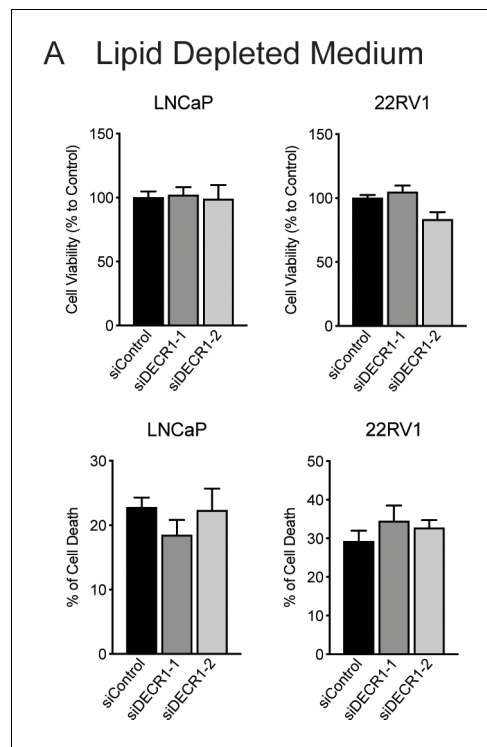 A Lipid Depleted Medium
LNCaP
150
100
50
0
Cell Viability (% to Control)
siControl
siDECR1-1
siDECR1-2
22RV1
150
100
50
0
Cell Viability (% to Control)
siControl
siDECR1-1
siDECR1-2
LNCaP
30
20
10
0
% of Cell Death
siControl
siDECR1-1
siDECR1-2
22RV1
50
40
30
20
10
0
% of Cell Death
siControl
siDECR1-1
siDECR1-2